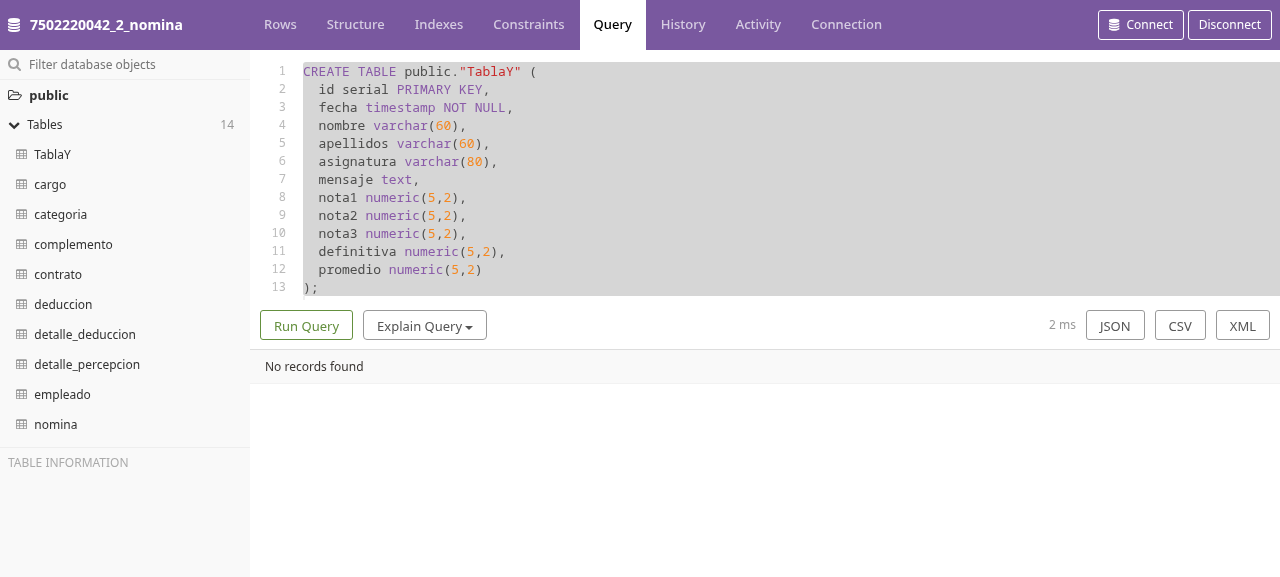 7502220042_2_nomina
Rows Structure Indexes Constraints Query History Activity Connection Connect Disconnect
Filter database objects
public
Tables 14
TablaY
cargo
categoria
complemento
contrato
deduccion
detalle_deduccion
detalle_percepcion
empleado
nomina
TABLE INFORMATION
1 CREATE TABLE public."TablaY" (
2 id serial PRIMARY KEY,
3 fecha timestamp NOT NULL,
4 nombre varchar(60),
5 apellidos varchar(60),
6 asignatura varchar(80),
7 mensaje text,
8 nota1 numeric(5,2),
9 nota2 numeric(5,2),
10 nota3 numeric(5,2),
11 definitiva numeric(5,2),
12 promedio numeric(5,2)
13 );
Run Query Explain Query 2 ms JSON CSV XML
No records found